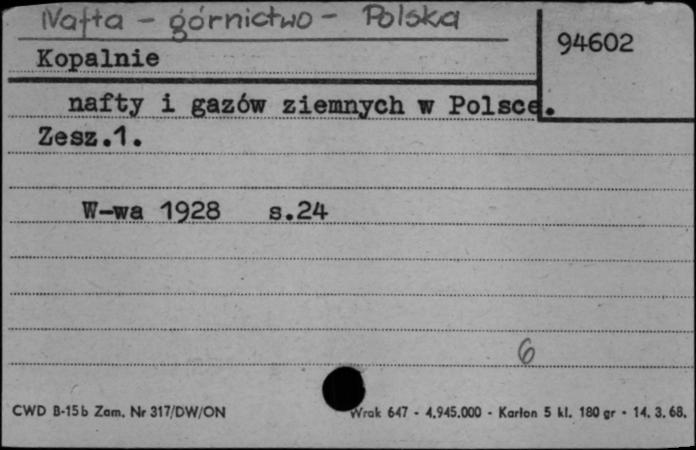 Nafta - górnictwo - Polska
94602
Kopalnie
nafty i gazów ziemnych w Polsce.
Zesz.1.
W-wa 1928 s.24
6
CWD B-15b Zam. Nr 317/DW/ON Wrak 647 - 4.945.000 - Karton 5 kl. 180 gr - 14. 3. 68.